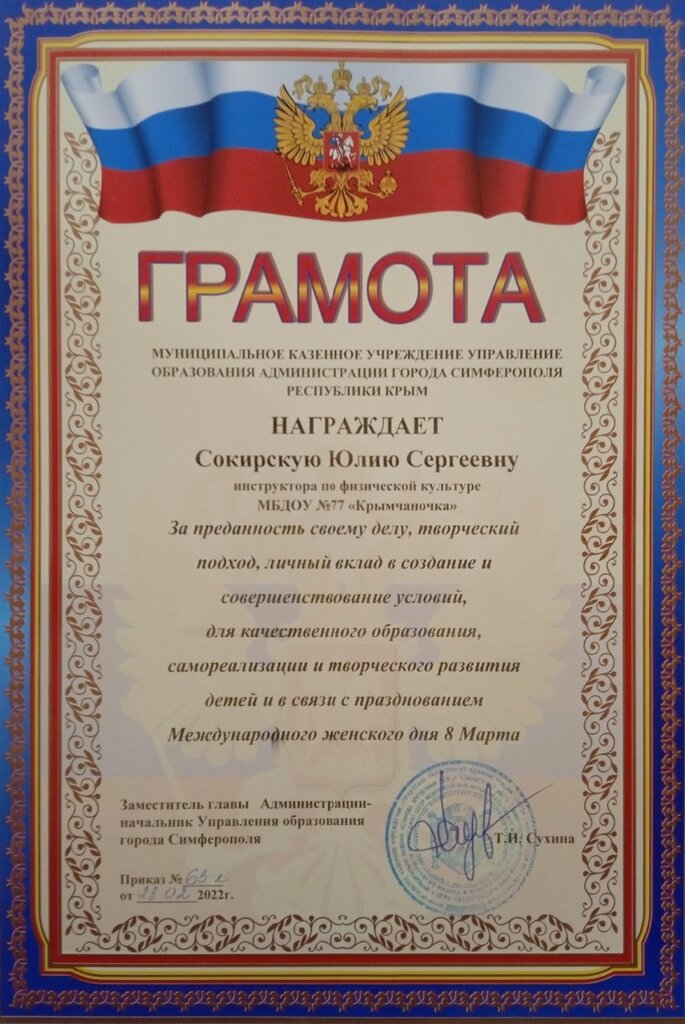 ГРАМОТА
МУНИЦИПАЛЬНОЕ КАЗЕННОЕ УЧРЕЖДЕНИЕ УПРАВЛЕНИЕ
ОБРАЗОВАНИЯ АДМИНИСТРАЦИИ ГОРОДА СИМФЕРОПОЛЯ
РЕСПУБЛИКИ КРЫМ
НАГРАЖДАЕТ
Сокирскую Юлию Сергеевну
инструктора по физической культуре
МБДОУ №77 «Крымчаночка»
За преданность своему делу, творческий
подход, личный вклад в создание и
совершенствование условий,
для качественного образования,
самореализации и творческого развития
детей и в связи с празднованием
Международного женского дня 8 Марта
Заместитель главы Администрации-
начальник Управления образования
города Симферополя
Т.И. Сухина
Приказ № 63-к
от 28.02 2022г.